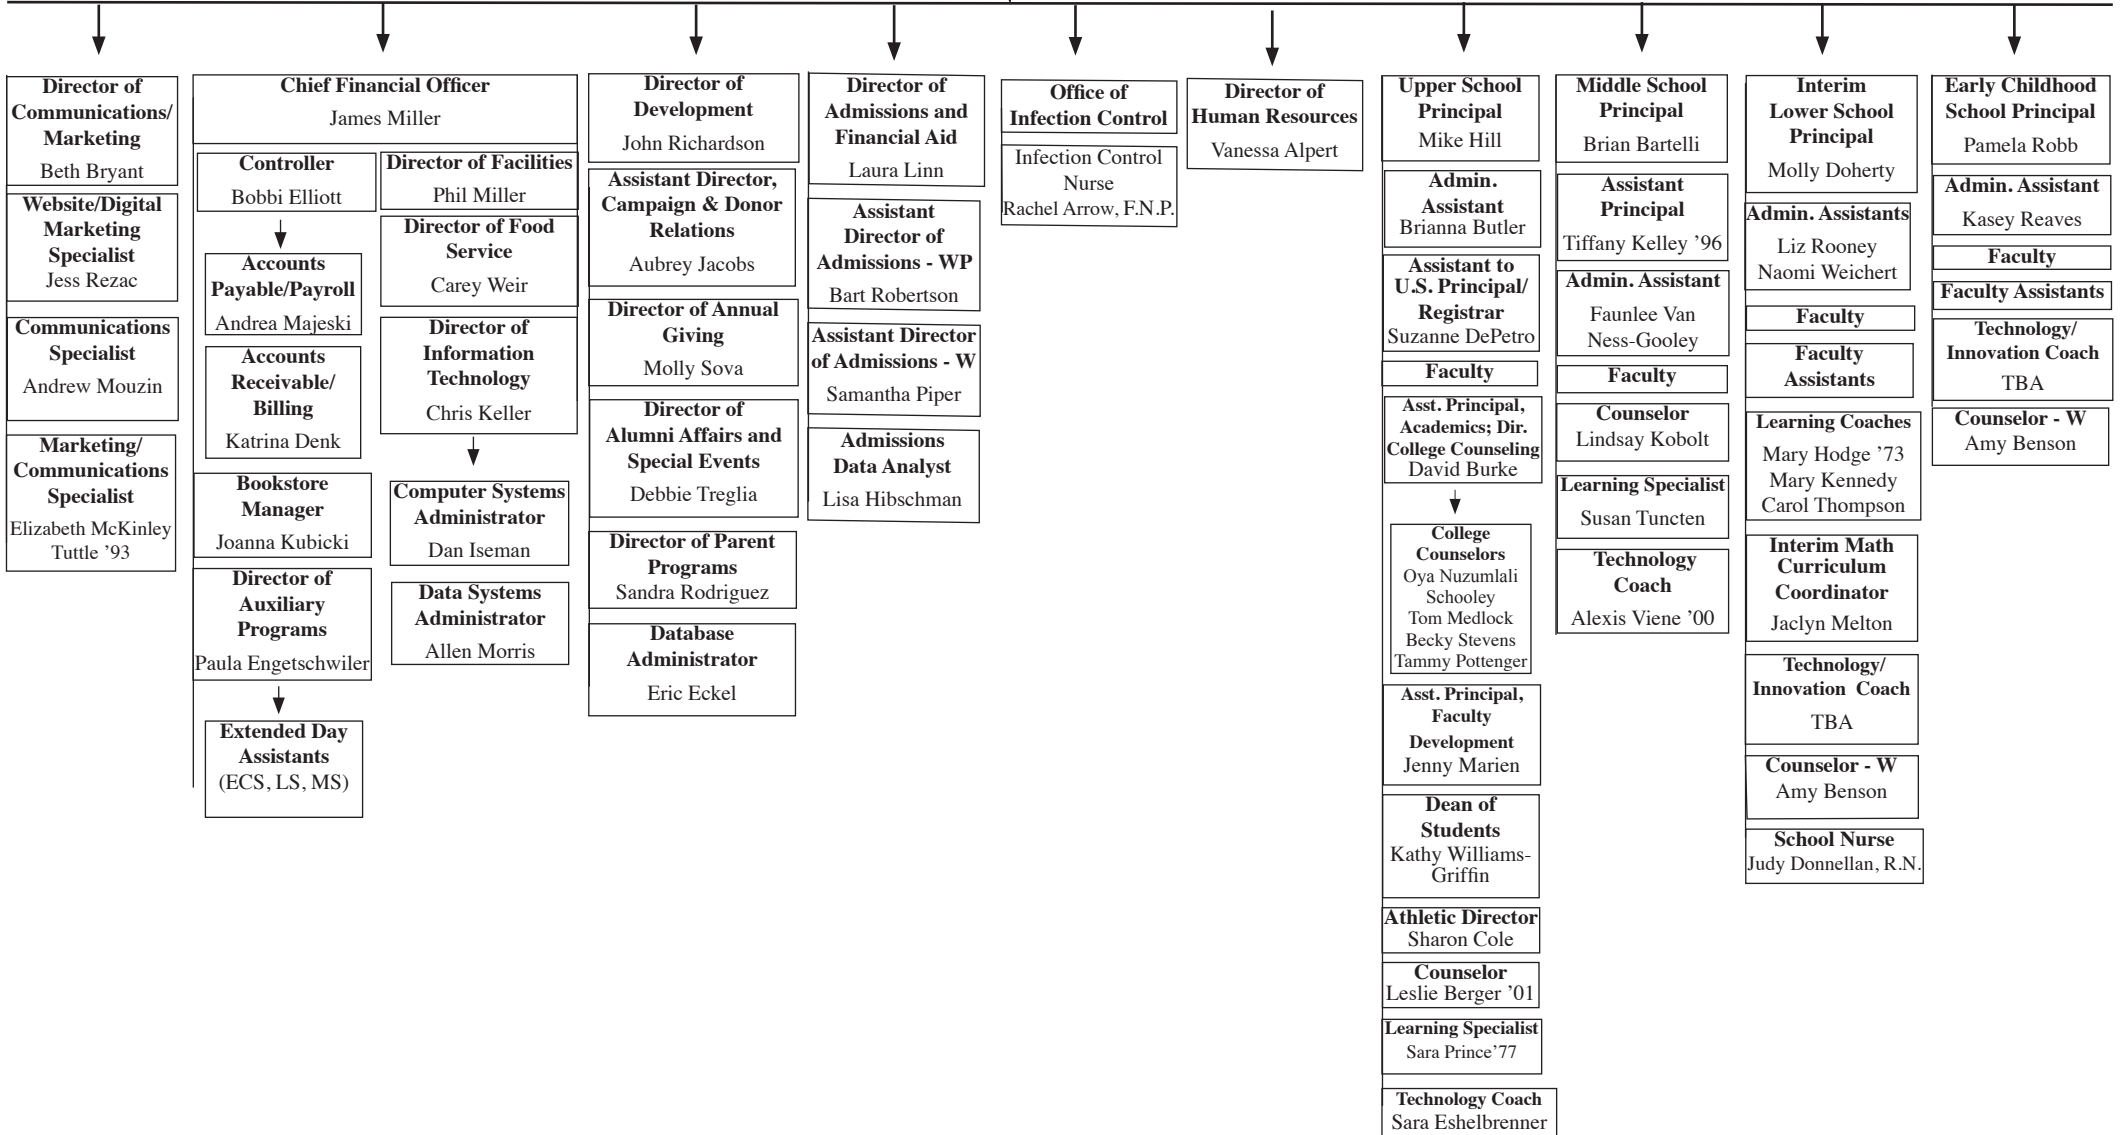 Director of
Communications/
Marketing
Beth Bryant
Website/Digital
Marketing
Specialist
Jess Rezac
Communications
Specialist
Andrew Mouzin
Marketing/
Communications
Specialist
Elizabeth McKinley
Tuttle ’93
Chief Financial Officer
James Miller
Controller
Bobbi Elliott
Accounts
Payable/Payroll
Andrea Majeski
Accounts
Receivable/
Billing
Katrina Denk
Bookstore
Manager
Joanna Kubicki
Director of
Auxiliary
Programs
Paula Engetschwiler
Extended Day
Assistants
(ECS, LS, MS)
Director of Facilities
Phil Miller
Director of Food
Service
Carey Weir
Director of
Information
Technology
Chris Keller
Computer Systems
Administrator
Dan Iseman
Data Systems
Administrator
Allen Morris
Director of
Development
John Richardson
Assistant Director,
Campaign & Donor
Relations
Aubrey Jacobs
Director of Annual
Giving
Molly Sova
Director of
Alumni Affairs and
Special Events
Debbie Treglia
Director of Parent
Programs
Sandra Rodriguez
Database
Administrator
Eric Eckel
Director of
Admissions and
Financial Aid
Laura Linn
Assistant
Director of
Admissions - WP
Bart Robertson
Assistant Director
of Admissions - W
Samantha Piper
Admissions
Data Analyst
Lisa Hibschman
Office of
Infection Control
Infection Control
Nurse
Rachel Arrow, F.N.P.
Director of
Human Resources
Vanessa Alpert
Upper School
Principal
Mike Hill
Admin.
Assistant
Brianna Butler
Assistant to
U.S. Principal/
Registrar
Suzanne DePetro
Faculty
Asst. Principal,
Academics; Dir.
College Counseling
David Burke
College
Counselors
Oya Nuzumlali
Schooley
Tom Medlock
Becky Stevens
Tammy Pottenger
Asst. Principal,
Faculty
Development
Jenny Marien
Dean of
Students
Kathy Williams-
Griffin
Athletic Director
Sharon Cole
Counselor
Leslie Berger ’01
Learning Specialist
Sara Prince’77
Technology Coach
Sara Eshelbrenner
Middle School
Principal
Brian Bartelli
Assistant
Principal
Tiffany Kelley ’96
Admin. Assistant
Faunlee Van
Ness-Gooley
Faculty
Counselor
Lindsay Kobolt
Learning Specialist
Susan Tuncten
Technology
Coach
Alexis Viene ’00
Interim
Lower School
Principal
Molly Doherty
Admin. Assistants
Liz Rooney
Naomi Weichert
Faculty
Faculty
Assistants
Learning Coaches
Mary Hodge ’73
Mary Kennedy
Carol Thompson
Interim Math
Curriculum
Coordinator
Jaclyn Melton
Technology/
Innovation Coach
TBA
Counselor - W
Amy Benson
School Nurse
Judy Donnellan, R.N.
Early Childhood
School Principal
Pamela Robb
Admin. Assistant
Kasey Reaves
Faculty
Faculty Assistants
Technology/
Innovation Coach
TBA
Counselor - W
Amy Benson